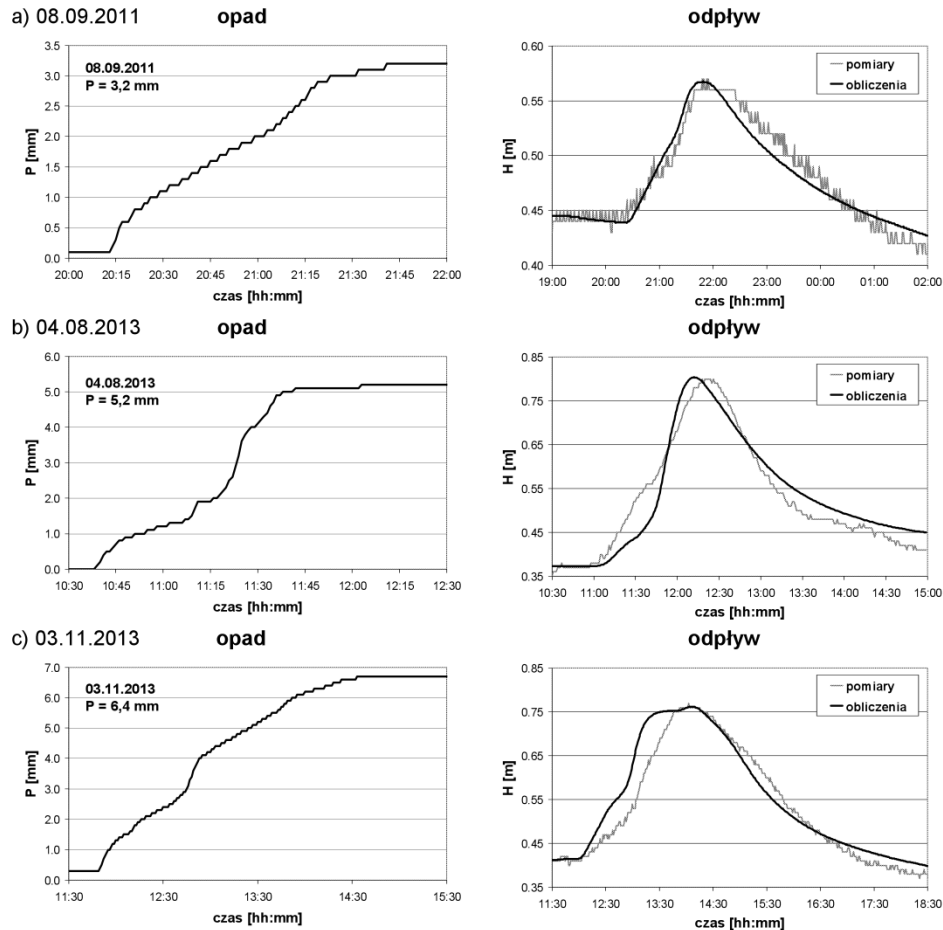 a) 08.09.2011 opad
odpływ
3.5
3.0
2.5
2.0
1.5
1.0
0.5
0.0
P [mm]
08.09.2011
P = 3,2 mm
20:00 20:15 20:30 20:45 21:00 21:15 21:30 21:45 22:00
czas [hh:mm]
0.60
0.55
0.50
0.45
0.40
H [m]
pomiary
obliczenia
19:00 20:00 21:00 22:00 23:00 00:00 01:00 02:00
czas [hh:mm]
b) 04.08.2013 opad
odpływ
6.0
5.0
4.0
3.0
2.0
1.0
0.0
P [mm]
04.08.2013
P = 5,2 mm
10:30 10:45 11:00 11:15 11:30 11:45 12:00 12:15 12:30
czas [hh:mm]
0.85
0.75
0.65
0.55
0.45
0.35
H [m]
pomiary
obliczenia
10:30 11:00 11:30 12:00 12:30 13:00 13:30 14:00 14:30 15:00
czas [hh:mm]
c) 03.11.2013 opad
odpływ
7.0
6.0
5.0
4.0
3.0
2.0
1.0
0.0
P [mm]
03.11.2013
P = 6,4 mm
11:30 12:30 13:30 14:30 15:30
czas [hh:mm]
0.85
0.75
0.65
0.55
0.45
0.35
H [m]
pomiary
obliczenia
11:30 12:30 13:30 14:30 15:30 16:30 17:30 18:30
czas [hh:mm]